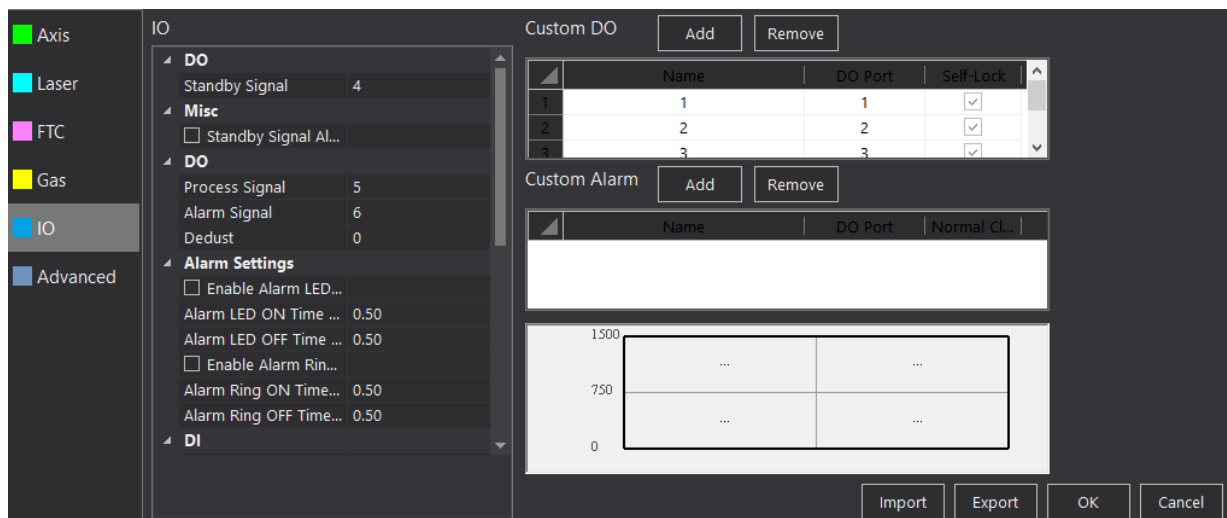 Axis
Laser
FTC
Gas
IO
Advanced
IO
DO
Standby Signal 4
Misc
Standby Signal Al...
DO
Process Signal 5
Alarm Signal 6
Dedust 0
Alarm Settings
Enable Alarm LED...
Alarm LED ON Time ... 0.50
Alarm LED OFF Time ... 0.50
Enable Alarm Rin...
Alarm Ring ON Time... 0.50
Alarm Ring OFF Time... 0.50
DI
Custom DO Add Remove
Name DO Port Self-Lock
1 1 1
2 2 2
3 3 3
Custom Alarm Add Remove
Name DO Port Normal Cl...
1500
... ...
750
... ...
0
Import Export OK Cancel